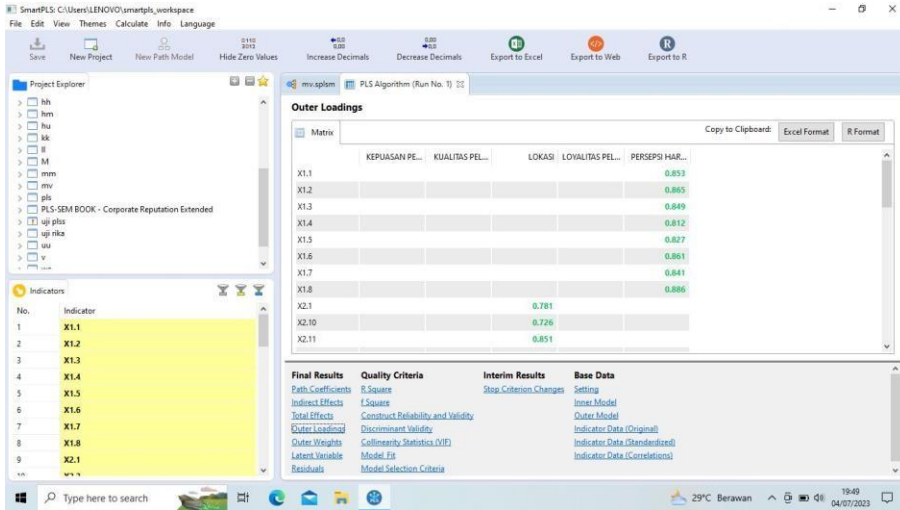 SmartPLS: C:\Users\LENOVO\smartpls_workspace
File Edit View Themes Calculate Info Language
Save New Project New Path Model Hide Zero Values Increase Decimals Decrease Decimals Export to Excel Export to Web Export to R
Project Explorer
hh
hm
hu
kk
ll
M
mm
mv
pls
PLS-SEM BOOK - Corporate Reputation Extended
uji plss
uji rika
uu
v
Indicators
No. Indicator
1 X1.1
2 X1.2
3 X1.3
4 X1.4
5 X1.5
6 X1.6
7 X1.7
8 X1.8
9 X2.1
mv.splsm PLS Algorithm (Run No. 1)
Outer Loadings
Matrix Copy to Clipboard: Excel Format R Format
KEPUASAN PE... KUALITAS PEL... LOKASI LOYALITAS PEL... PERSEPSI HAR...
X1.1 0.853
X1.2 0.865
X1.3 0.849
X1.4 0.812
X1.5 0.827
X1.6 0.861
X1.7 0.841
X1.8 0.886
X2.1 0.781
X2.10 0.726
X2.11 0.851
Final Results Quality Criteria Interim Results Base Data
Path Coefficients R Square Stop Criterion Changes Setting
Indirect Effects f Square Inner Model
Total Effects Construct Reliability and Validity Outer Model
Outer Loadings Discriminant Validity Indicator Data (Original)
Outer Weights Collinearity Statistics (VIF) Indicator Data (Standardized)
Latent Variable Model Fit Indicator Data (Correlations)
Residuals Model Selection Criteria
Type here to search 29°C Berawan 19:49
04/07/2023